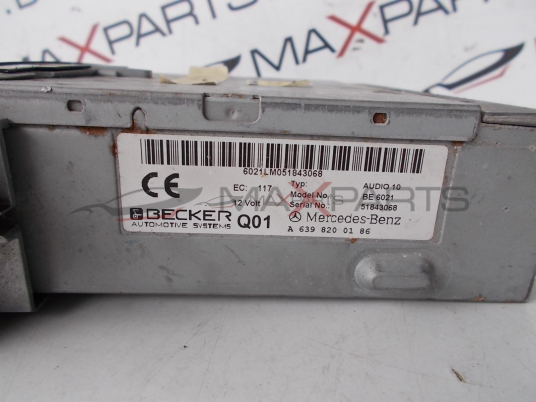 MAXPARTS
6021LM051843068
CE EC: 117 Typ: AUDIO 10
12 Volt Model No: BE 6021
Serial No: 51843068
BECKER Q01 Mercedes-Benz
AUTOMOTIVE SYSTEMS A 639 820 01 86
MAXPARTS